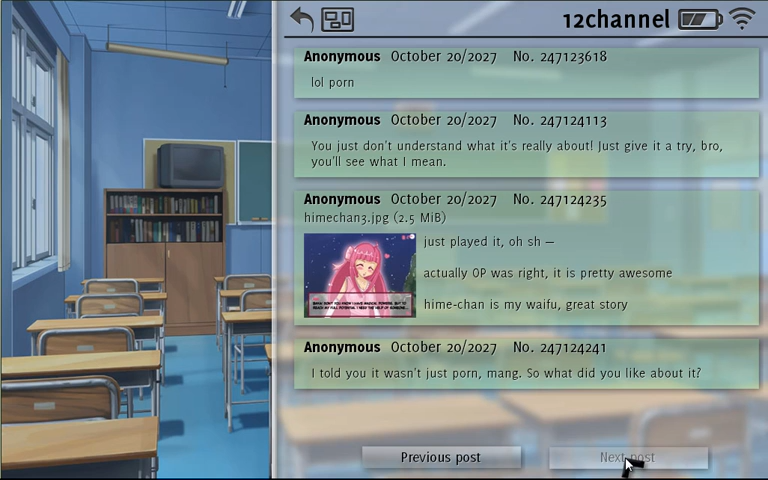 12channel
Anonymous October 20/2027 No. 247123618
lol porn
Anonymous October 20/2027 No. 247124113
You just don't understand what it's really about! Just give it a try, bro,
you'll see what I mean.
Anonymous October 20/2027 No. 247124235
himechan3.jpg (2.5 MiB)
just played it, oh sh —
actually OP was right, it is pretty awesome
hime-chan is my waifu, great story
Anonymous October 20/2027 No. 247124241
I told you it wasn't just porn, mang. So what did you like about it?
Previous post
Next post